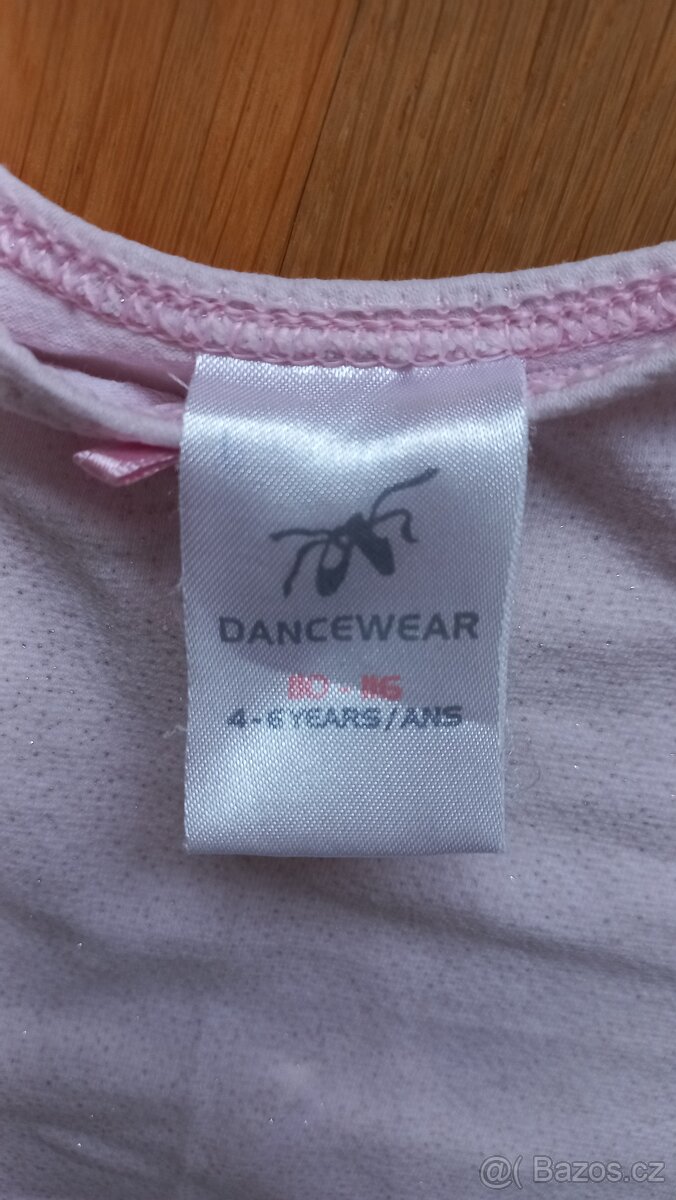 DANCEWEAR
110-116
4-6 YEARS/ANS
@( Bazos.cz